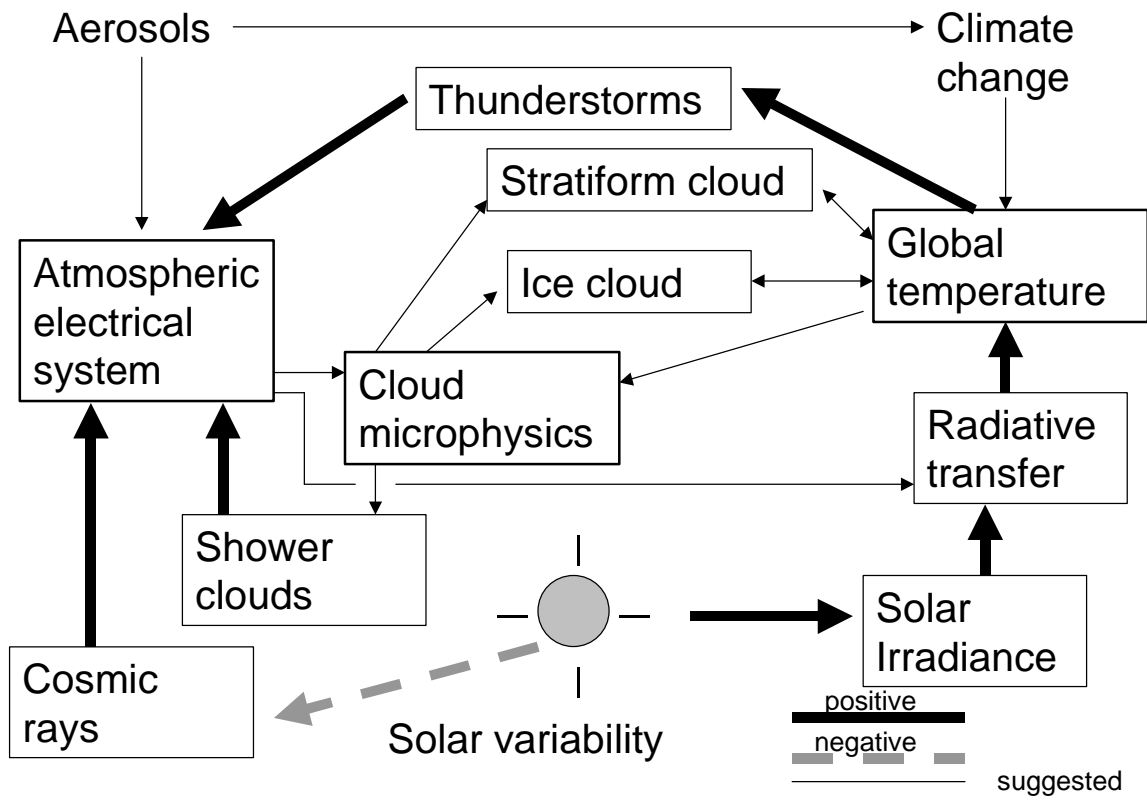 Aerosols
Climate
change
Thunderstorms
Stratiform cloud
Ice cloud
Global
temperature
Atmospheric
electrical
system
Cloud
microphysics
Radiative
transfer
Shower
clouds
Solar
Irradiance
Cosmic
rays
Solar variability
positive
negative
suggested